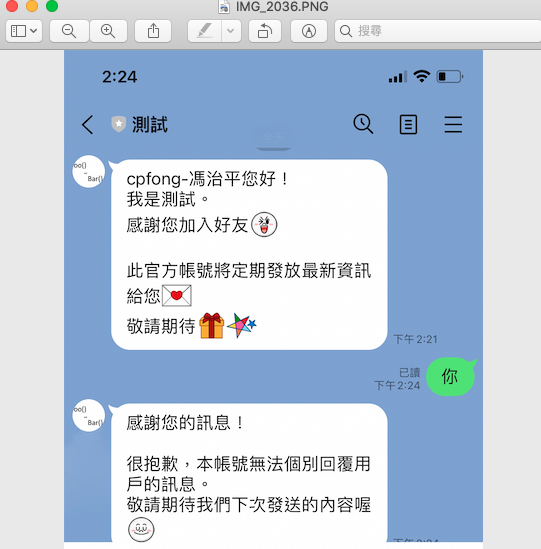 IMG_2036.PNG
搜尋
2:24
測試
oo()
Bar()
cpfong-馮治平您好！
我是測試。
感謝您加入好友
此官方帳號將定期發放最新資訊
給您
敬請期待
下午2:21
已讀
下午2:24
你
oo()
Bar()
感謝您的訊息！
很抱歉，本帳號無法個別回覆用
戶的訊息。
敬請期待我們下次發送的內容喔